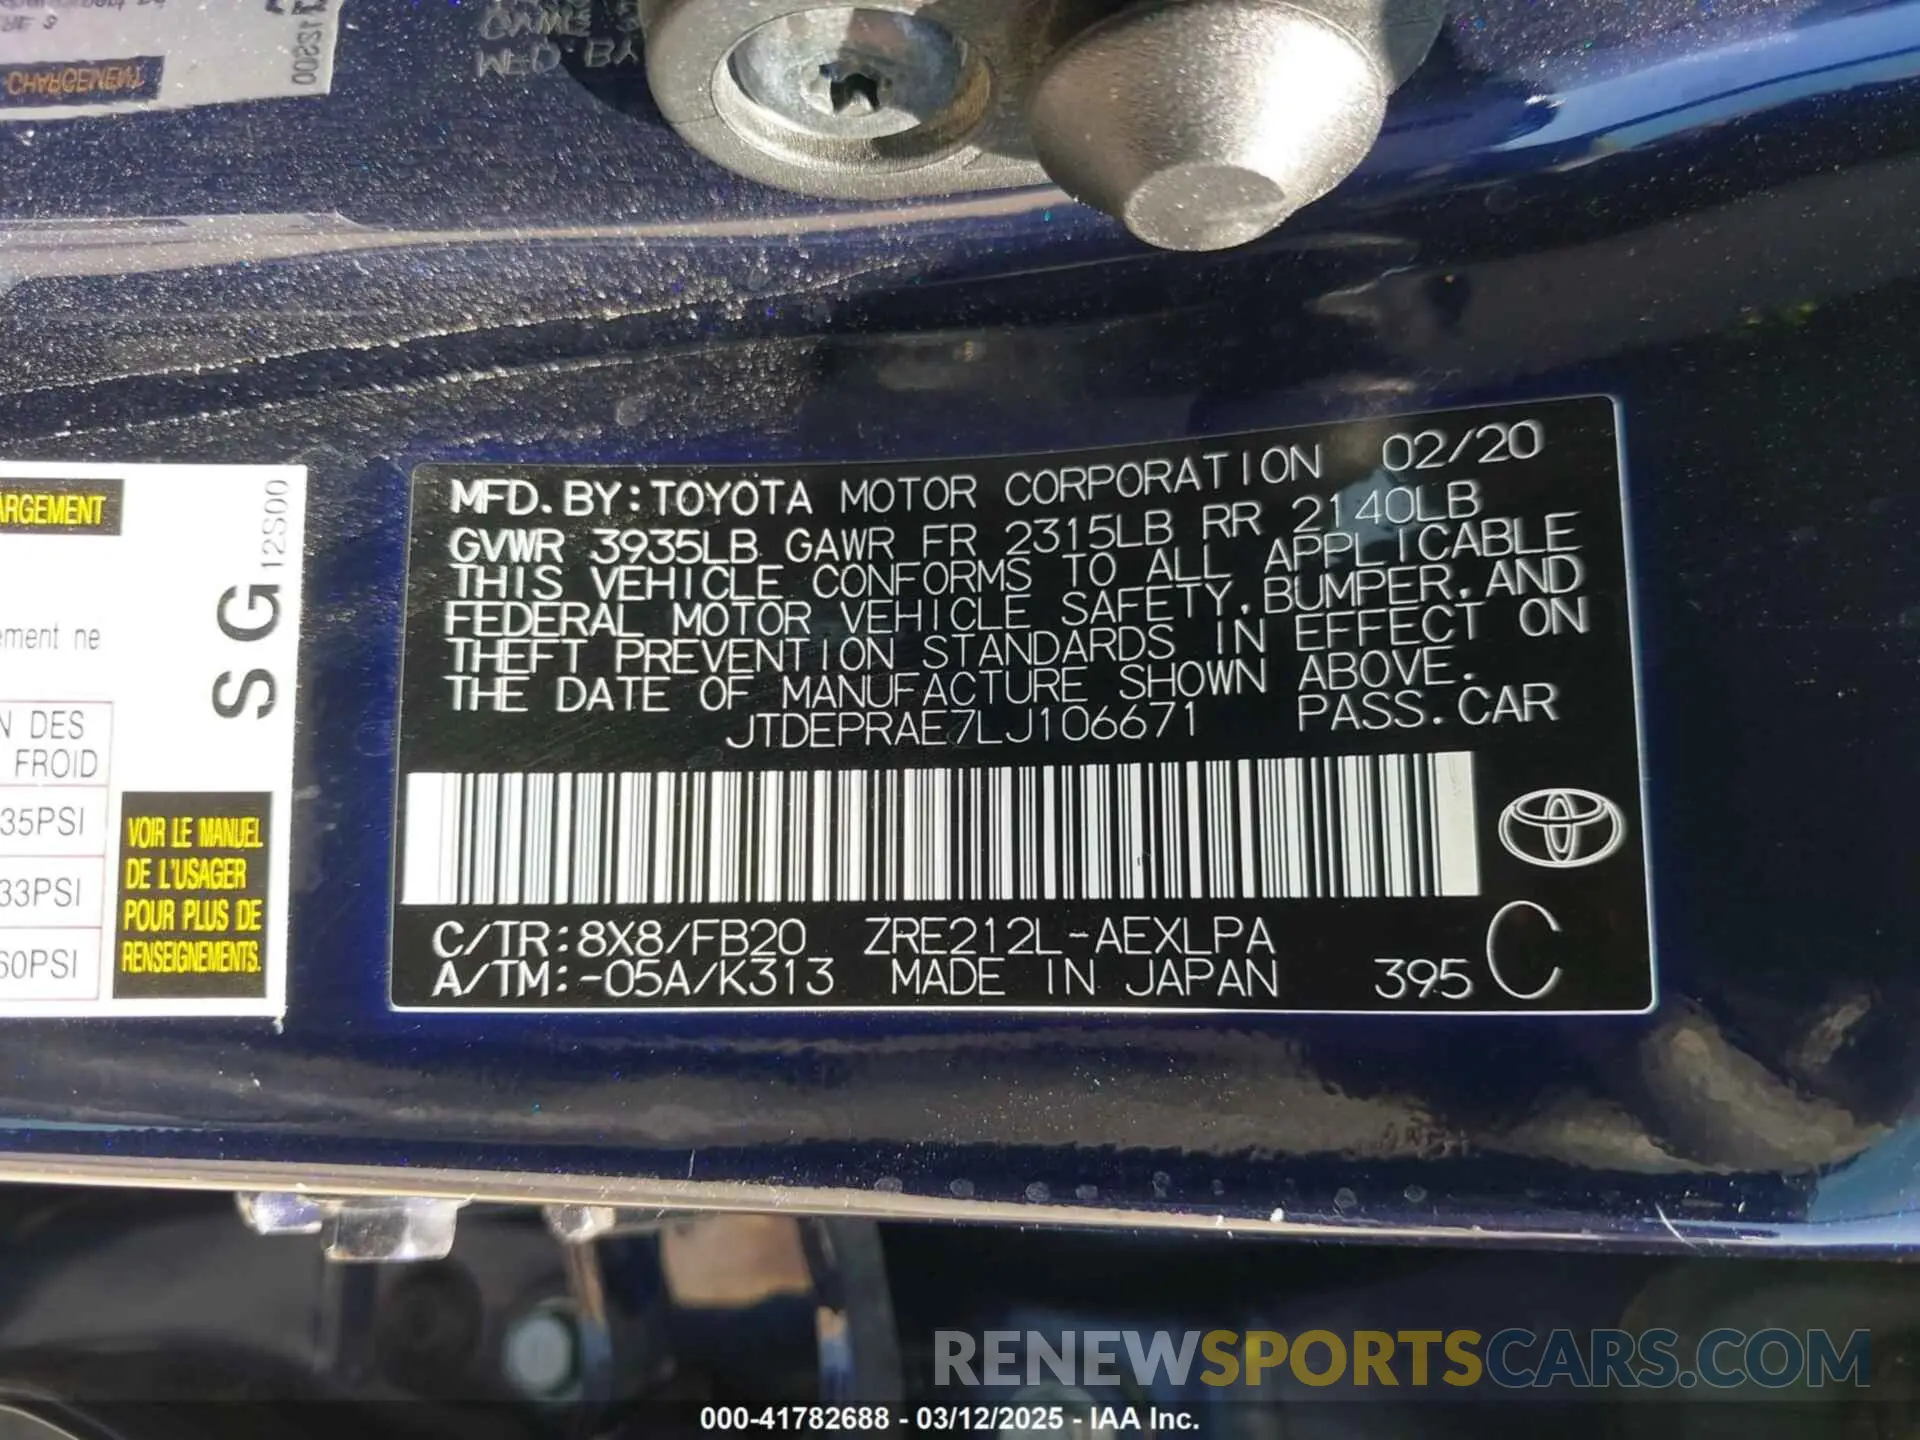 CHARGEMENT
12S00
WED BY
ARGEMENT
SG12S00
ement ne
N DES
FROID
35PSI
33PSI
60PSI
VOIR LE MANUEL
DE L'USAGER
POUR PLUS DE
RENSEIGNEMENTS.
MFD. BY: TOYOTA MOTOR CORPORATION 02/20
GVWR 3935LB GAWR FR 2315LB RR 2140LB
THIS VEHICLE CONFORMS TO ALL APPLICABLE
FEDERAL MOTOR VEHICLE SAFETY, BUMPER, AND
THEFT PREVENTION STANDARDS IN EFFECT ON
THE DATE OF MANUFACTURE SHOWN ABOVE.
JTDEPRAE7LJ106671 PASS. CAR
C/TR: 8X8/FB20 ZRE212L-AEXLPA
A/TM: -05A/K313 MADE IN JAPAN 395 C
RENEWSPORTSCARS.COM
000-41782688 - 03/12/2025 - IAA Inc.